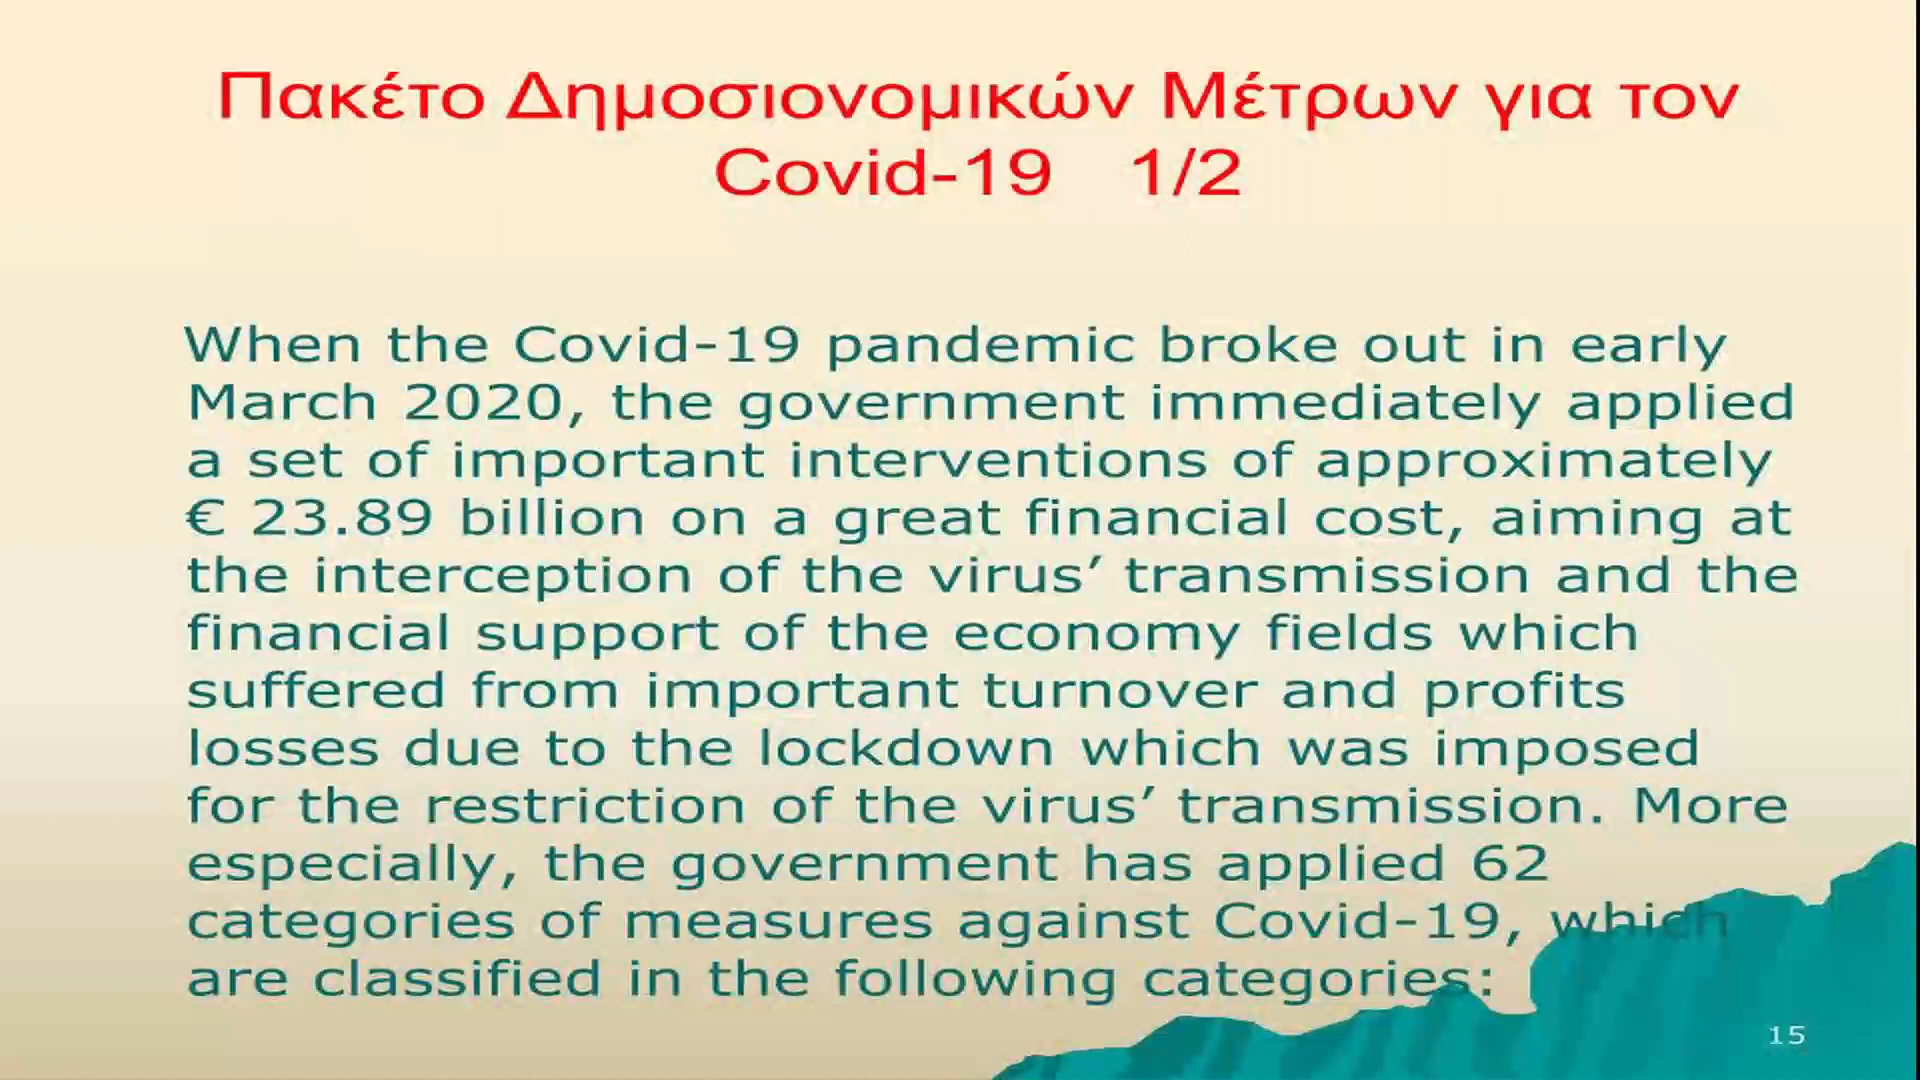 Πακέτο Δημοσιονομικών Μέτρων για τον
Covid-19 1/2
When the Covid-19 pandemic broke out in early
March 2020, the government immediately applied
a set of important interventions of approximately
€ 23.89 billion on a great financial cost, aiming at
the interception of the virus’ transmission and the
financial support of the economy fields which
suffered from important turnover and profits
losses due to the lockdown which was imposed
for the restriction of the virus’ transmission. More
especially, the government has applied 62
categories of measures against Covid-19, which
are classified in the following categories:
15